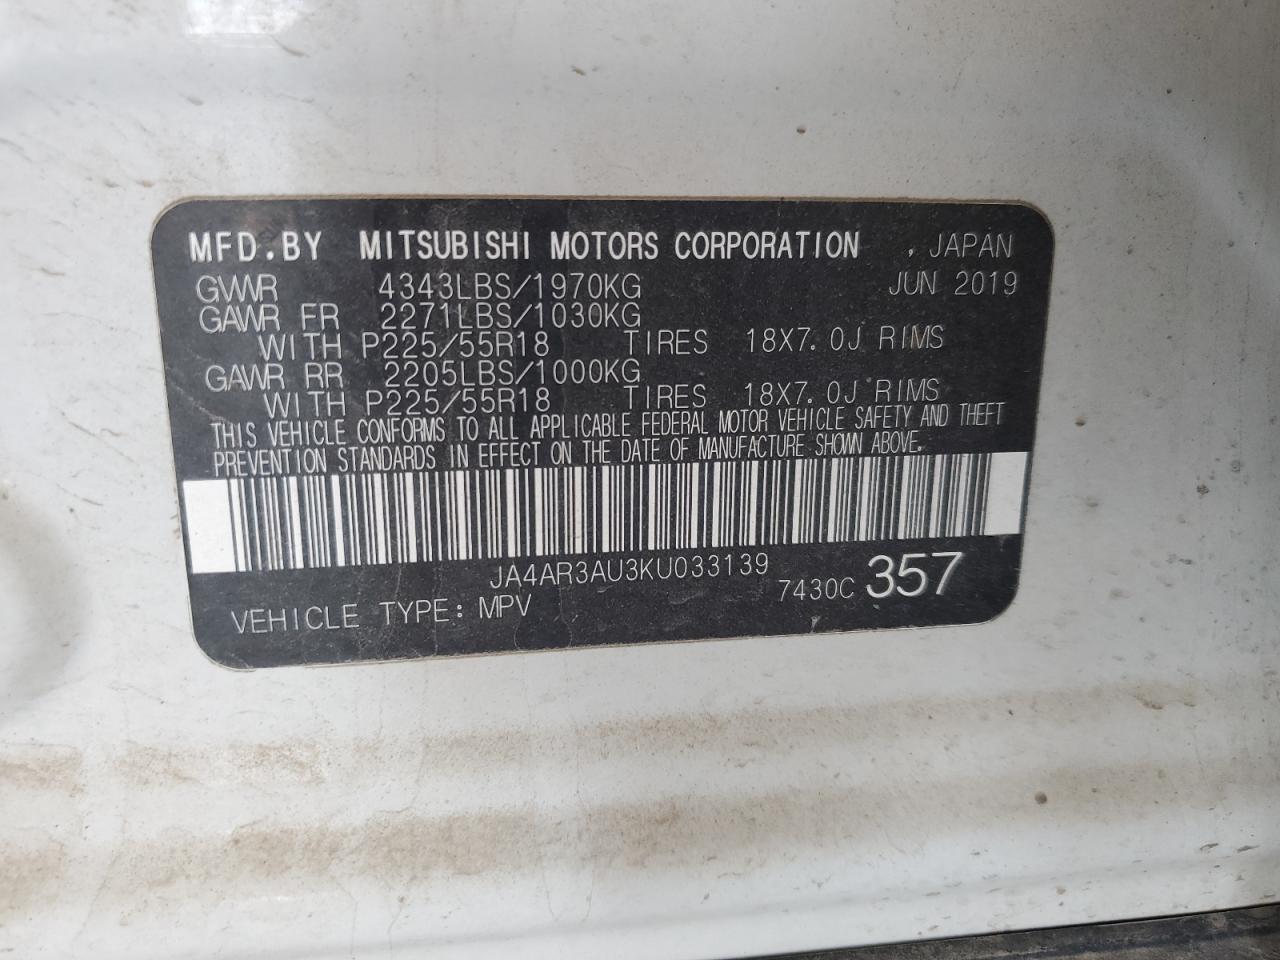 MFD.BY MITSUBISHI MOTORS CORPORATION , JAPAN
GVWR 4343LBS/1970KG JUN 2019
GAWR FR 2271LBS/1030KG
WITH P225/55R18 TIRES 18X7.0J RIMS
GAWR RR 2205LBS/1000KG
WITH P225/55R18 TIRES 18X7.0J RIMS
THIS VEHICLE CONFORMS TO ALL APPLICABLE FEDERAL MOTOR VEHICLE SAFETY AND THEFT
PREVENTION STANDARDS IN EFFECT ON THE DATE OF MANUFACTURE SHOWN ABOVE.
JA4AR3AU3KU033139
VEHICLE TYPE: MPV 7430C 357